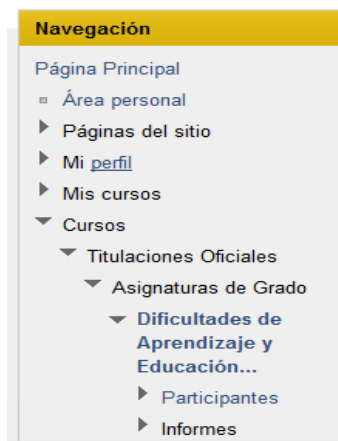 Navegación
Página Principal
Área personal
Páginas del sitio
Mi perfil
Mis cursos
Cursos
Titulaciones Oficiales
Asignaturas de Grado
Dificultades de
Aprendizaje y
Educación...
Participantes
Informes